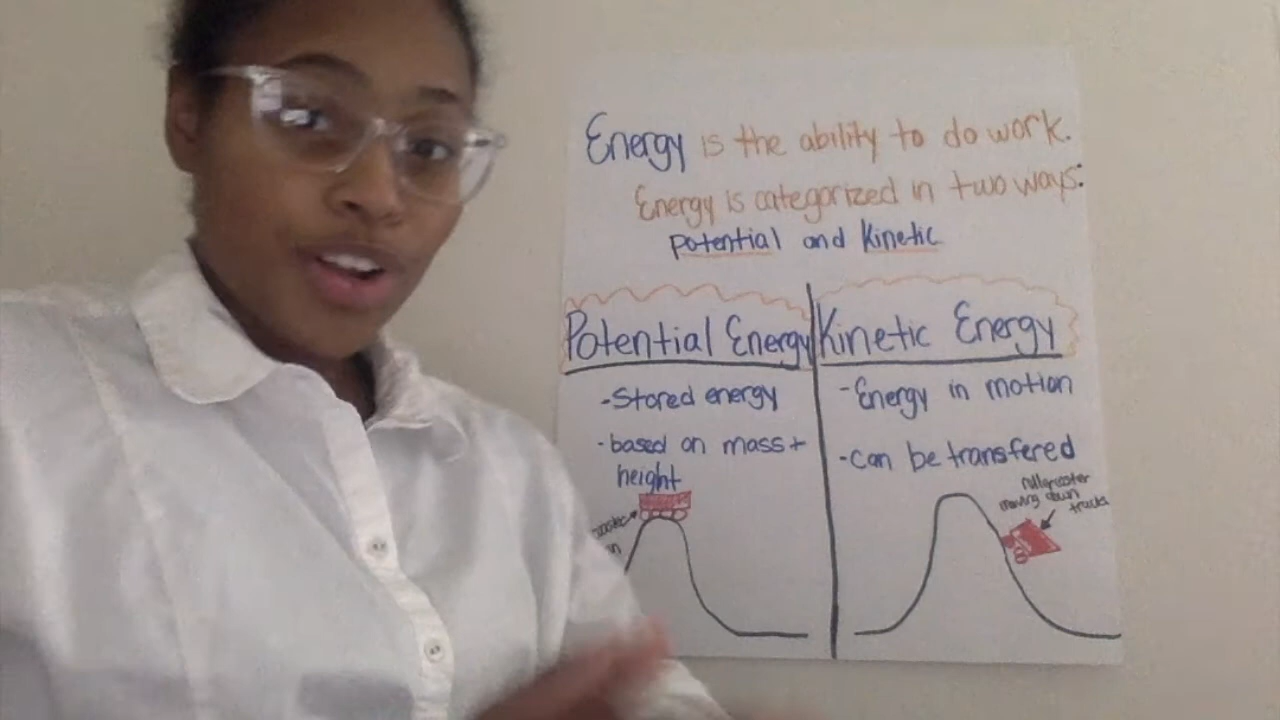 Energy is the ability to do work.
Energy is categorized in two ways:
potential and kinetic
Potential Energy
-Stored energy
-based on mass +
height
Kinetic Energy
-Energy in motion
-can be transfered
rollercoaster
moving down
tracks